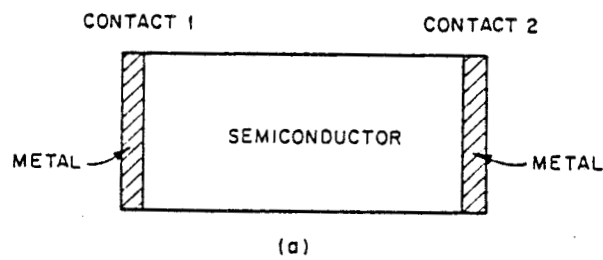 CONTACT 1
CONTACT 2
SEMICONDUCTOR
METAL
METAL
(a)